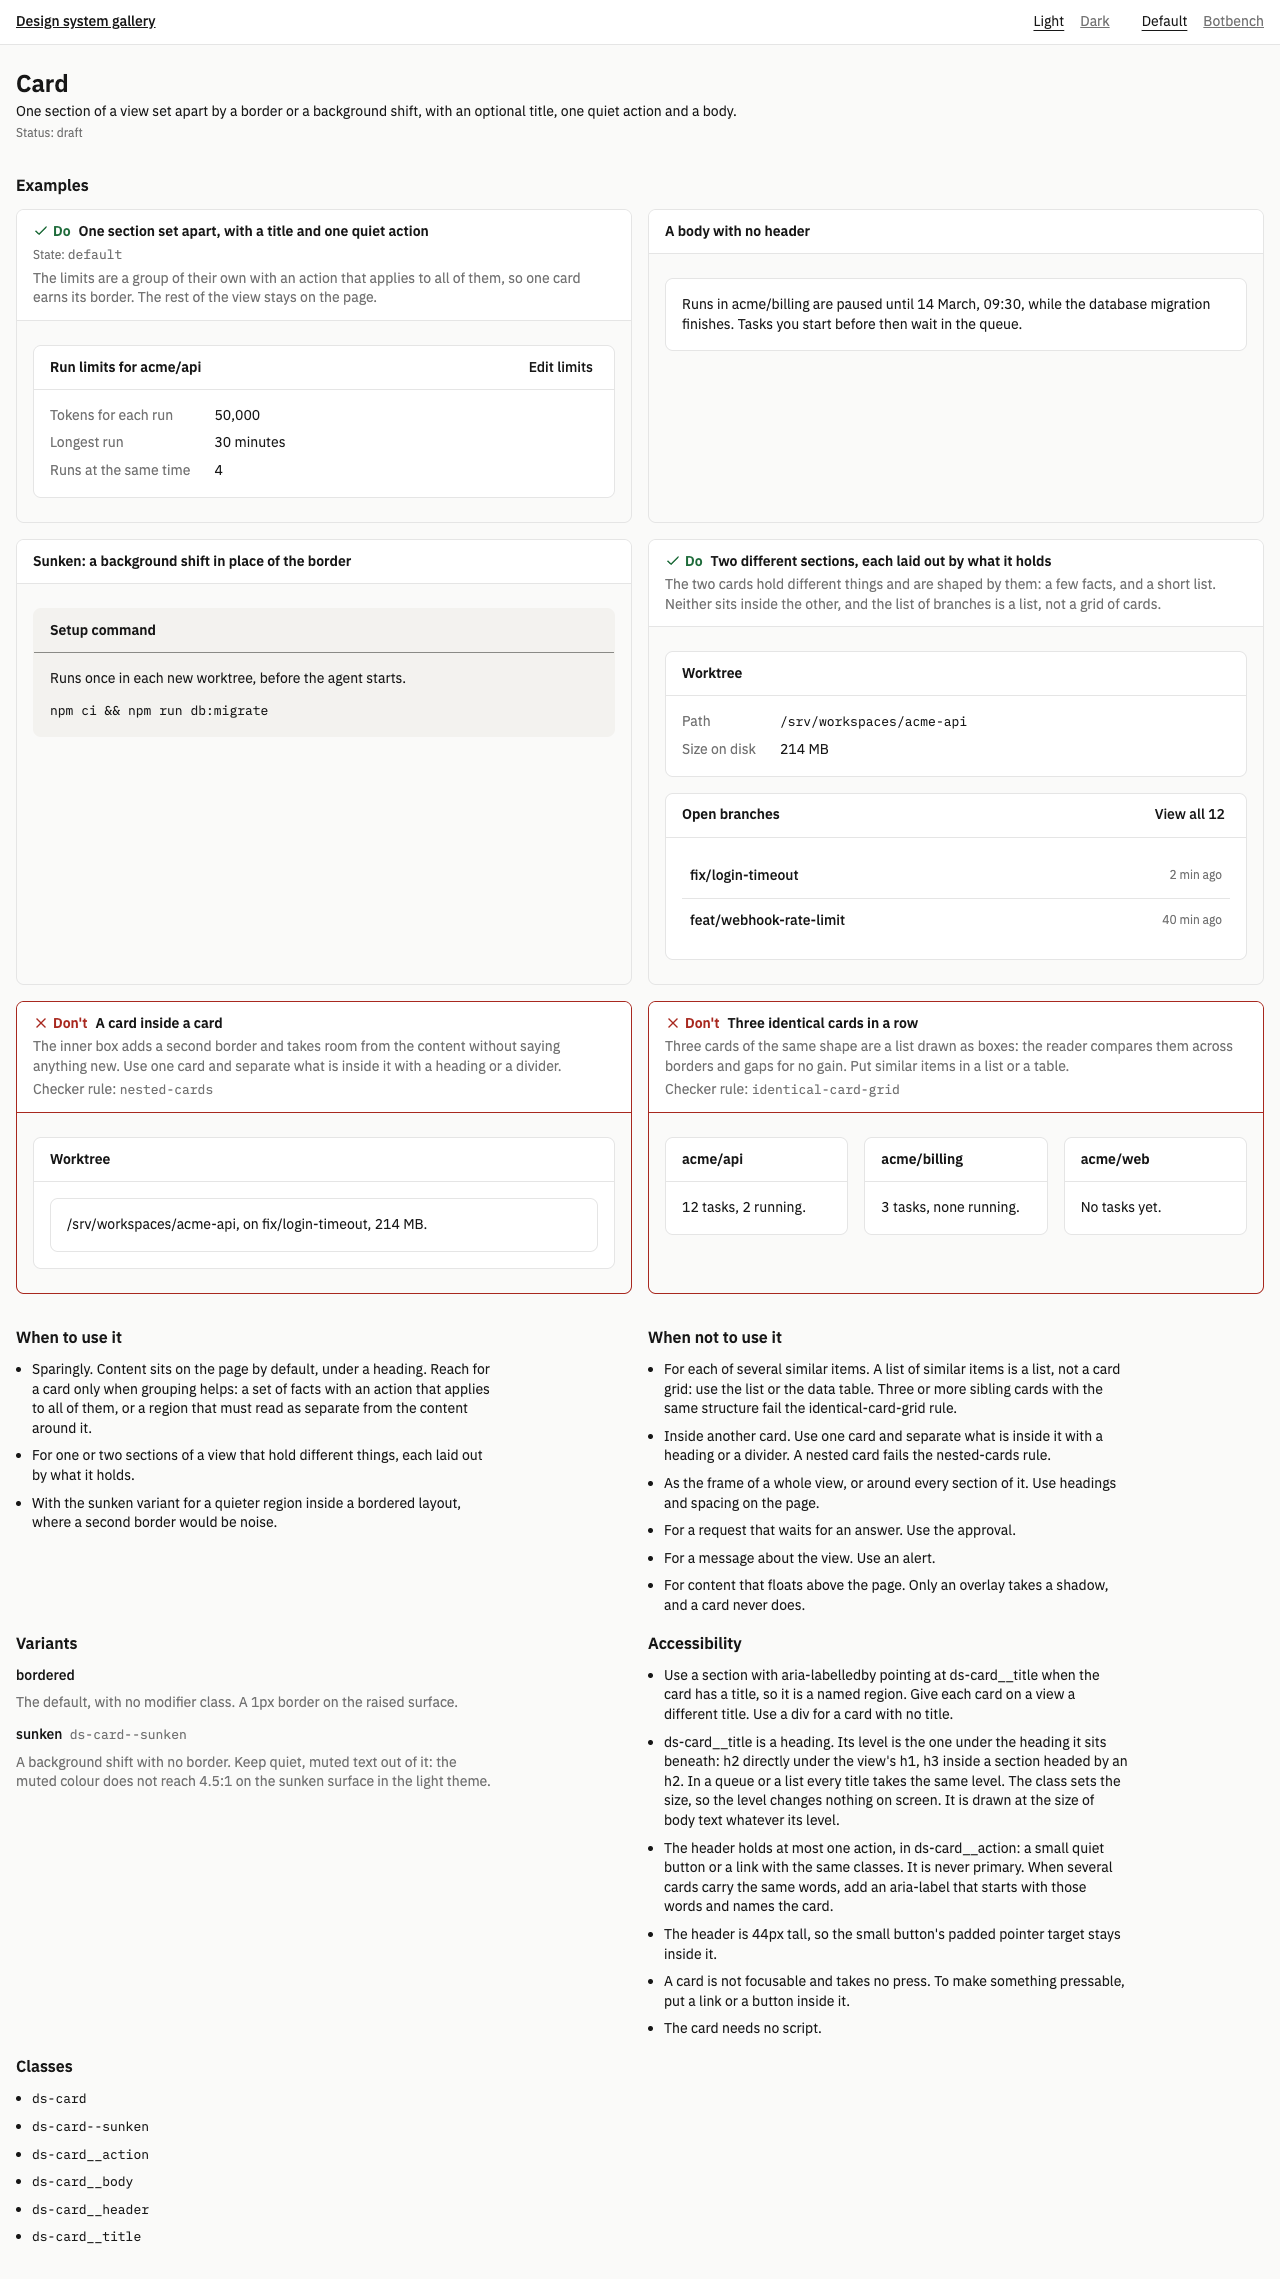 Design system gallery
Light Dark Default Botbench
Card
One section of a view set apart by a border or a background shift, with an optional title, one quiet action and a body.
Status: draft
Examples
Do One section set apart, with a title and one quiet action
State: default
The limits are a group of their own with an action that applies to all of them, so one card
earns its border. The rest of the view stays on the page.
Run limits for acme/api Edit limits
Tokens for each run 50,000
Longest run 30 minutes
Runs at the same time 4
A body with no header
Runs in acme/billing are paused until 14 March, 09:30, while the database migration
finishes. Tasks you start before then wait in the queue.
Sunken: a background shift in place of the border
Setup command
Runs once in each new worktree, before the agent starts.
npm ci && npm run db:migrate
Do Two different sections, each laid out by what it holds
The two cards hold different things and are shaped by them: a few facts, and a short list.
Neither sits inside the other, and the list of branches is a list, not a grid of cards.
Worktree
Path /srv/workspaces/acme-api
Size on disk 214 MB
Open branches View all 12
fix/login-timeout 2 min ago
feat/webhook-rate-limit 40 min ago
Don't A card inside a card
The inner box adds a second border and takes room from the content without saying
anything new. Use one card and separate what is inside it with a heading or a divider.
Checker rule: nested-cards
Worktree
/srv/workspaces/acme-api, on fix/login-timeout, 214 MB.
Don't Three identical cards in a row
Three cards of the same shape are a list drawn as boxes: the reader compares them across
borders and gaps for no gain. Put similar items in a list or a table.
Checker rule: identical-card-grid
acme/api
12 tasks, 2 running.
acme/billing
3 tasks, none running.
acme/web
No tasks yet.
When to use it
Sparingly. Content sits on the page by default, under a heading. Reach for
a card only when grouping helps: a set of facts with an action that applies
to all of them, or a region that must read as separate from the content
around it.
For one or two sections of a view that hold different things, each laid out
by what it holds.
With the sunken variant for a quieter region inside a bordered layout,
where a second border would be noise.
When not to use it
For each of several similar items. A list of similar items is a list, not a card
grid: use the list or the data table. Three or more sibling cards with the
same structure fail the identical-card-grid rule.
Inside another card. Use one card and separate what is inside it with a
heading or a divider. A nested card fails the nested-cards rule.
As the frame of a whole view, or around every section of it. Use headings
and spacing on the page.
For a request that waits for an answer. Use the approval.
For a message about the view. Use an alert.
For content that floats above the page. Only an overlay takes a shadow,
and a card never does.
Variants
bordered
The default, with no modifier class. A 1px border on the raised surface.
sunken ds-card--sunken
A background shift with no border. Keep quiet, muted text out of it: the
muted colour does not reach 4.5:1 on the sunken surface in the light theme.
Accessibility
Use a section with aria-labelledby pointing at ds-card__title when the
card has a title, so it is a named region. Give each card on a view a
different title. Use a div for a card with no title.
ds-card__title is a heading. Its level is the one under the heading it sits
beneath: h2 directly under the view's h1, h3 inside a section headed by an
h2. In a queue or a list every title takes the same level. The class sets the
size, so the level changes nothing on screen. It is drawn at the size of
body text whatever its level.
The header holds at most one action, in ds-card__action: a small quiet
button or a link with the same classes. It is never primary. When several
cards carry the same words, add an aria-label that starts with those
words and names the card.
The header is 44px tall, so the small button's padded pointer target stays
inside it.
A card is not focusable and takes no press. To make something pressable,
put a link or a button inside it.
The card needs no script.
Classes
ds-card
ds-card--sunken
ds-card__action
ds-card__body
ds-card__header
ds-card__title